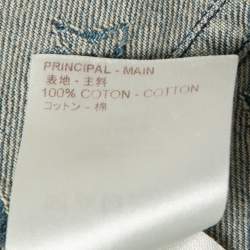 PRINCIPAL - MAIN
表地 - 主料
100% COTON - COTTON
コットン - 棉